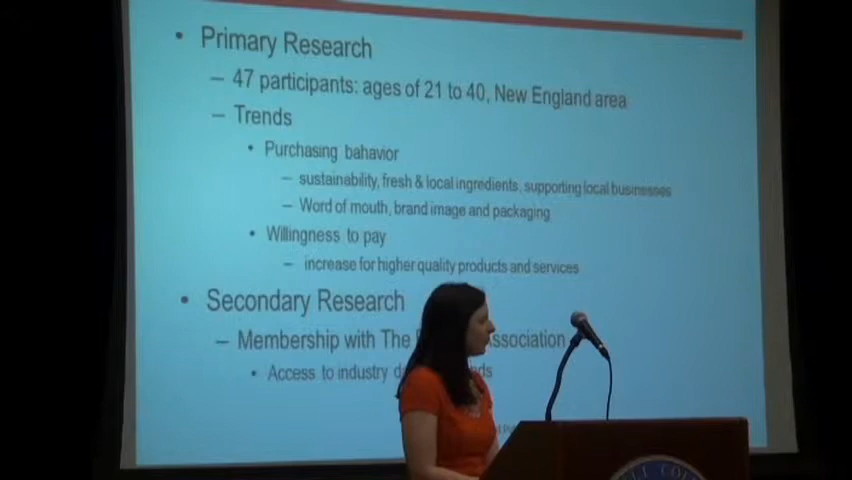 • Primary Research
– 47 participants: ages of 21 to 40, New England area
– Trends
• Purchasing bahavior
– sustainability, fresh & local ingredients, supporting local businesses
– Word of mouth, brand image and packaging
• Willingness to pay
– increase for higher quality products and services
• Secondary Research
– Membership with The Association
• Access to industry